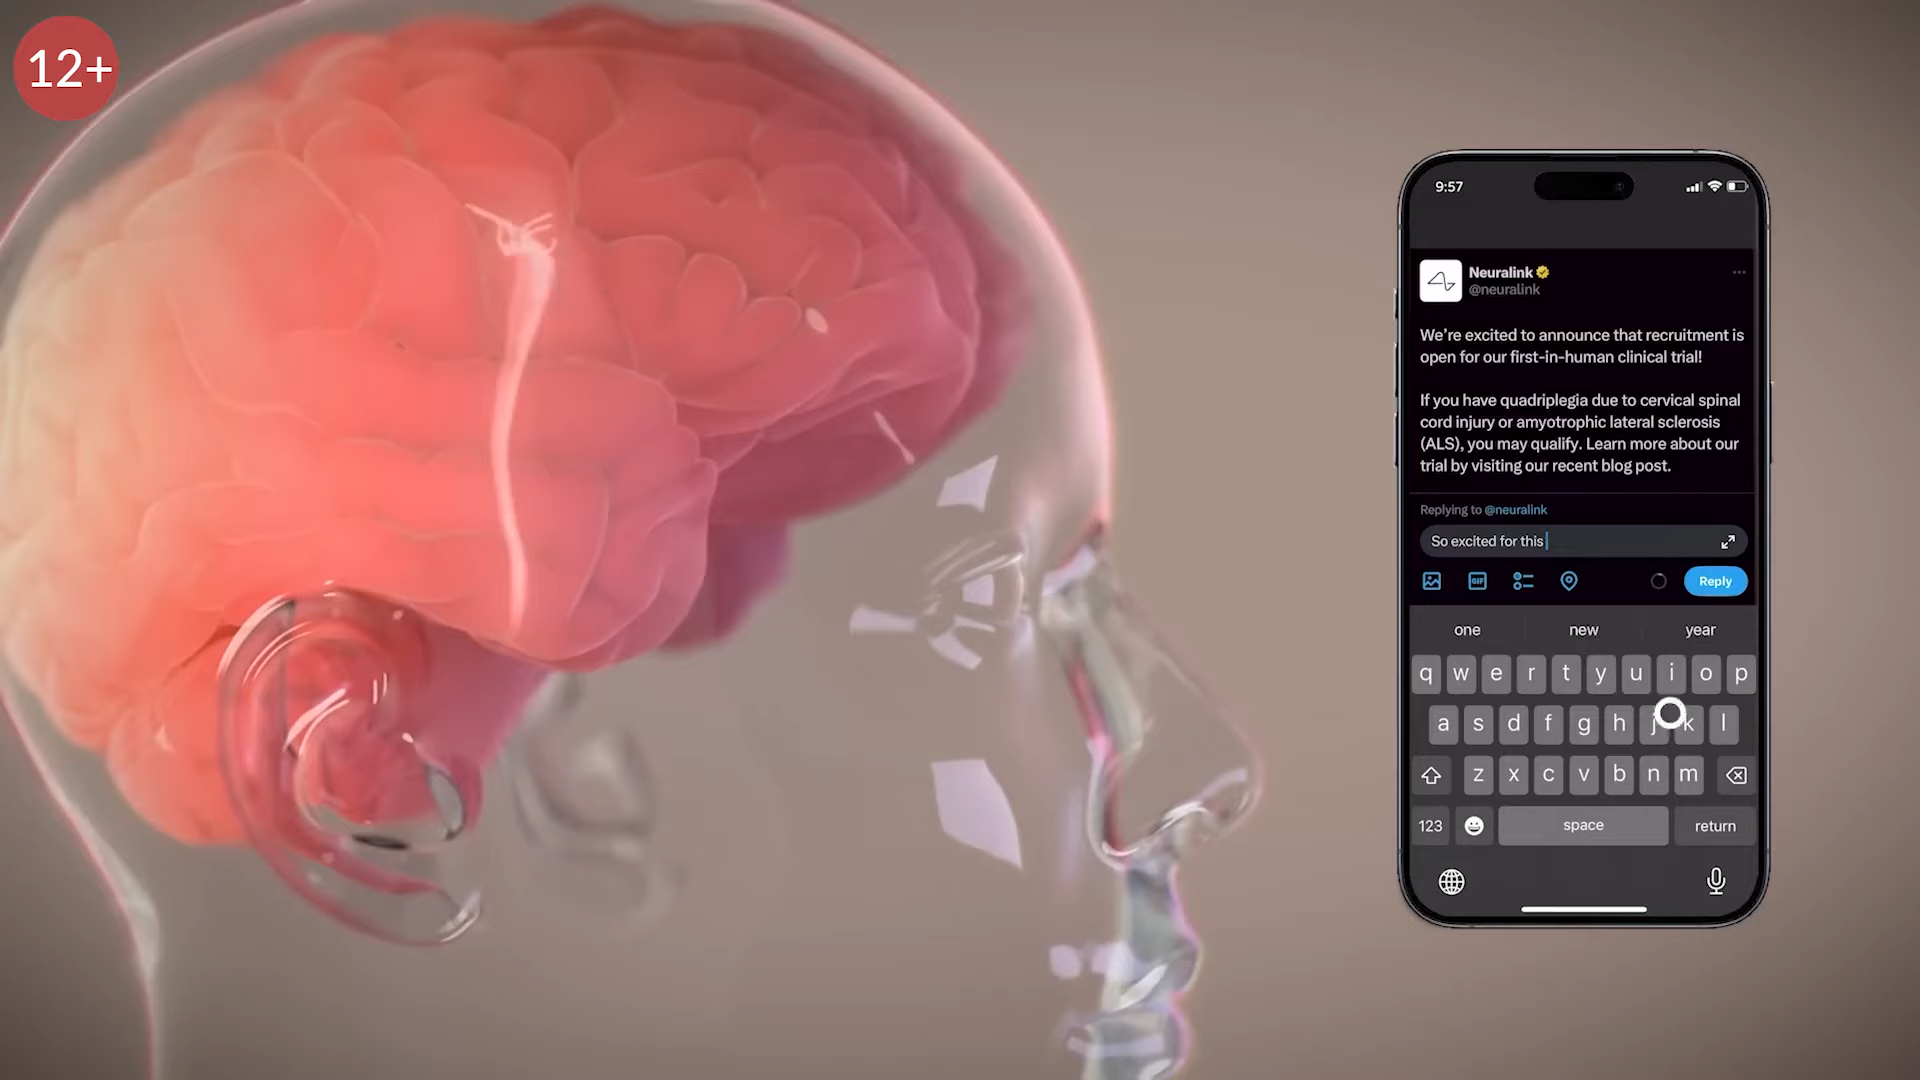 12+
9:57
Neuralink
@neuralink
...
We're excited to announce that recruitment is
open for our first-in-human clinical trial!
If you have quadriplegia due to cervical spinal
cord injury or amyotrophic lateral sclerosis
(ALS), you may qualify. Learn more about our
trial by visiting our recent blog post.
Replying to @neuralink
So excited for this
GIF
Reply
one new year
q w e r t y u i o p
a s d f g h j k l
z x c v b n m
123 space return